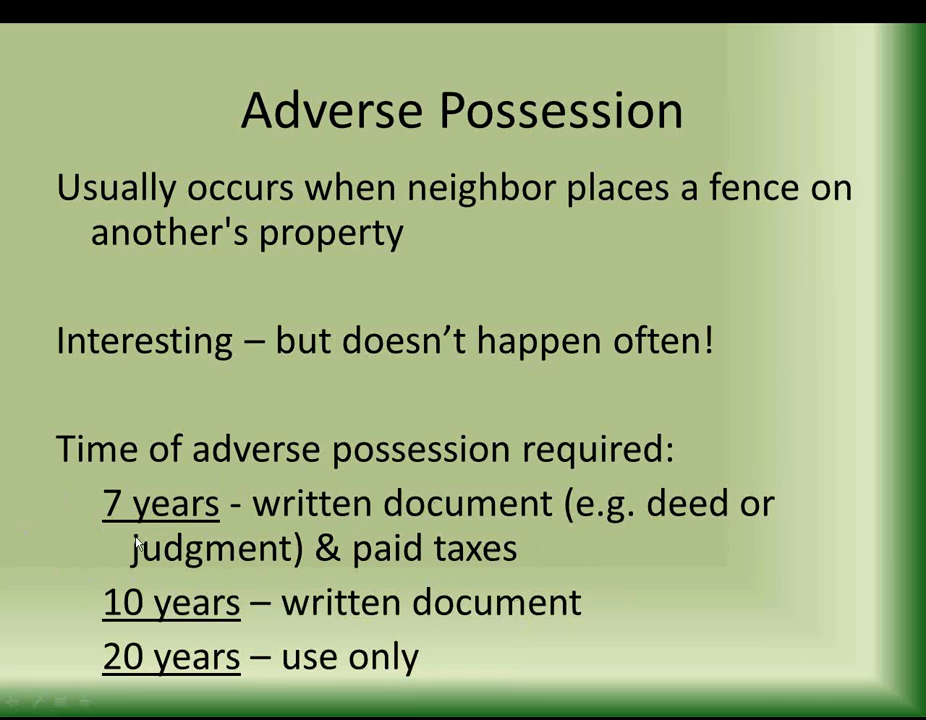 Adverse Possession
Usually occurs when neighbor places a fence on
another's property
Interesting – but doesn’t happen often!
Time of adverse possession required:
7 years - written document (e.g. deed or
judgment) & paid taxes
10 years – written document
20 years – use only